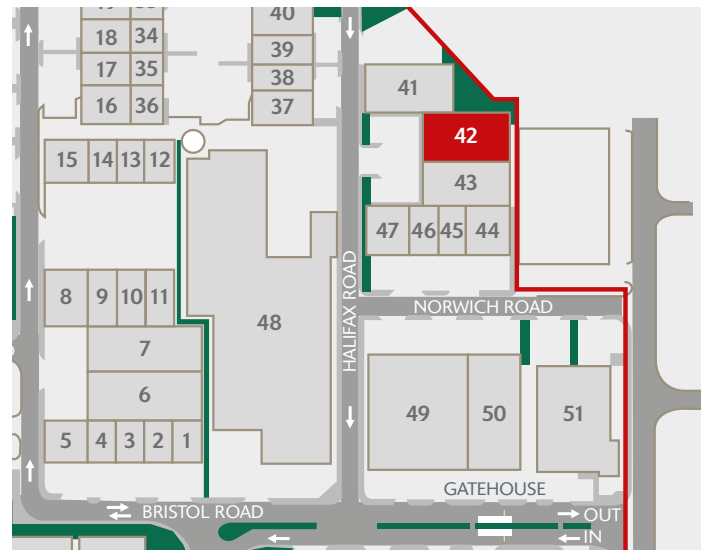 19 33
40
18 34
39
17 35
38
16 36
37
41
42
43
15 14 13 12
47 46 45 44
8 9 10 11
48
HALIFAX ROAD
NORWICH ROAD
7
6
5 4 3 2 1
49 50 51
GATEHOUSE
BRISTOL ROAD
OUT
IN